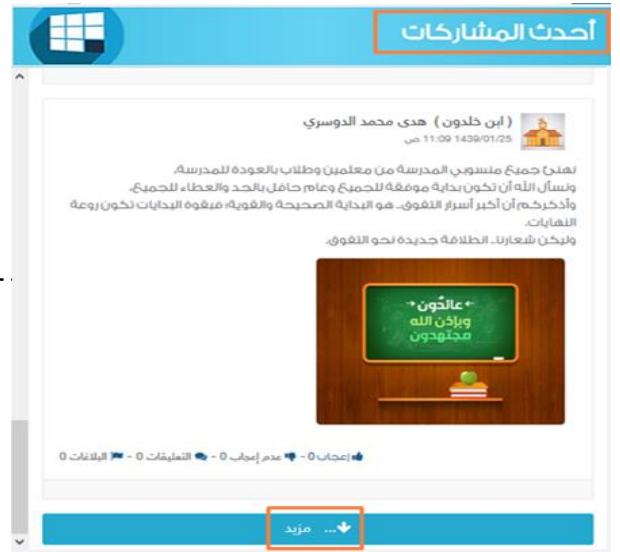 أحدث المشاركات
( ابن خلدون ) هدى محمد الدوسري
1439/01/25 11:09 ص
نهنئ جميع منسوبي المدرسة من معلمين وطلاب بالعودة للمدرسة.
ونسأل الله أن تكون بداية موفقة للجميع وعام حافل بالجد والعطاء للجميع.
وأذكركم أن أكبر أسرار التفوق.. هو البداية الصحيحة والقوية؛ فبقوة البدايات تكون روعة
النهايات.
وليكن شعارنا.. انطلاقة جديدة نحو التفوق.
عائدون
وبإذن الله
مجتهدون
إعجاب 0 - عدم إعجاب 0 - التعليقات 0 - البلاغات 0
... مزيد